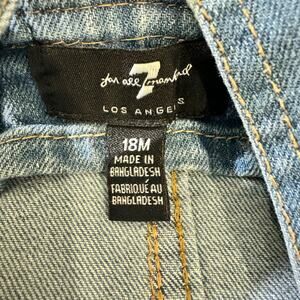 7
for all mankind
LOS ANGELES
18M
MADE IN
BANGLADESH
FABRIQUÉ AU
BANGLADESH